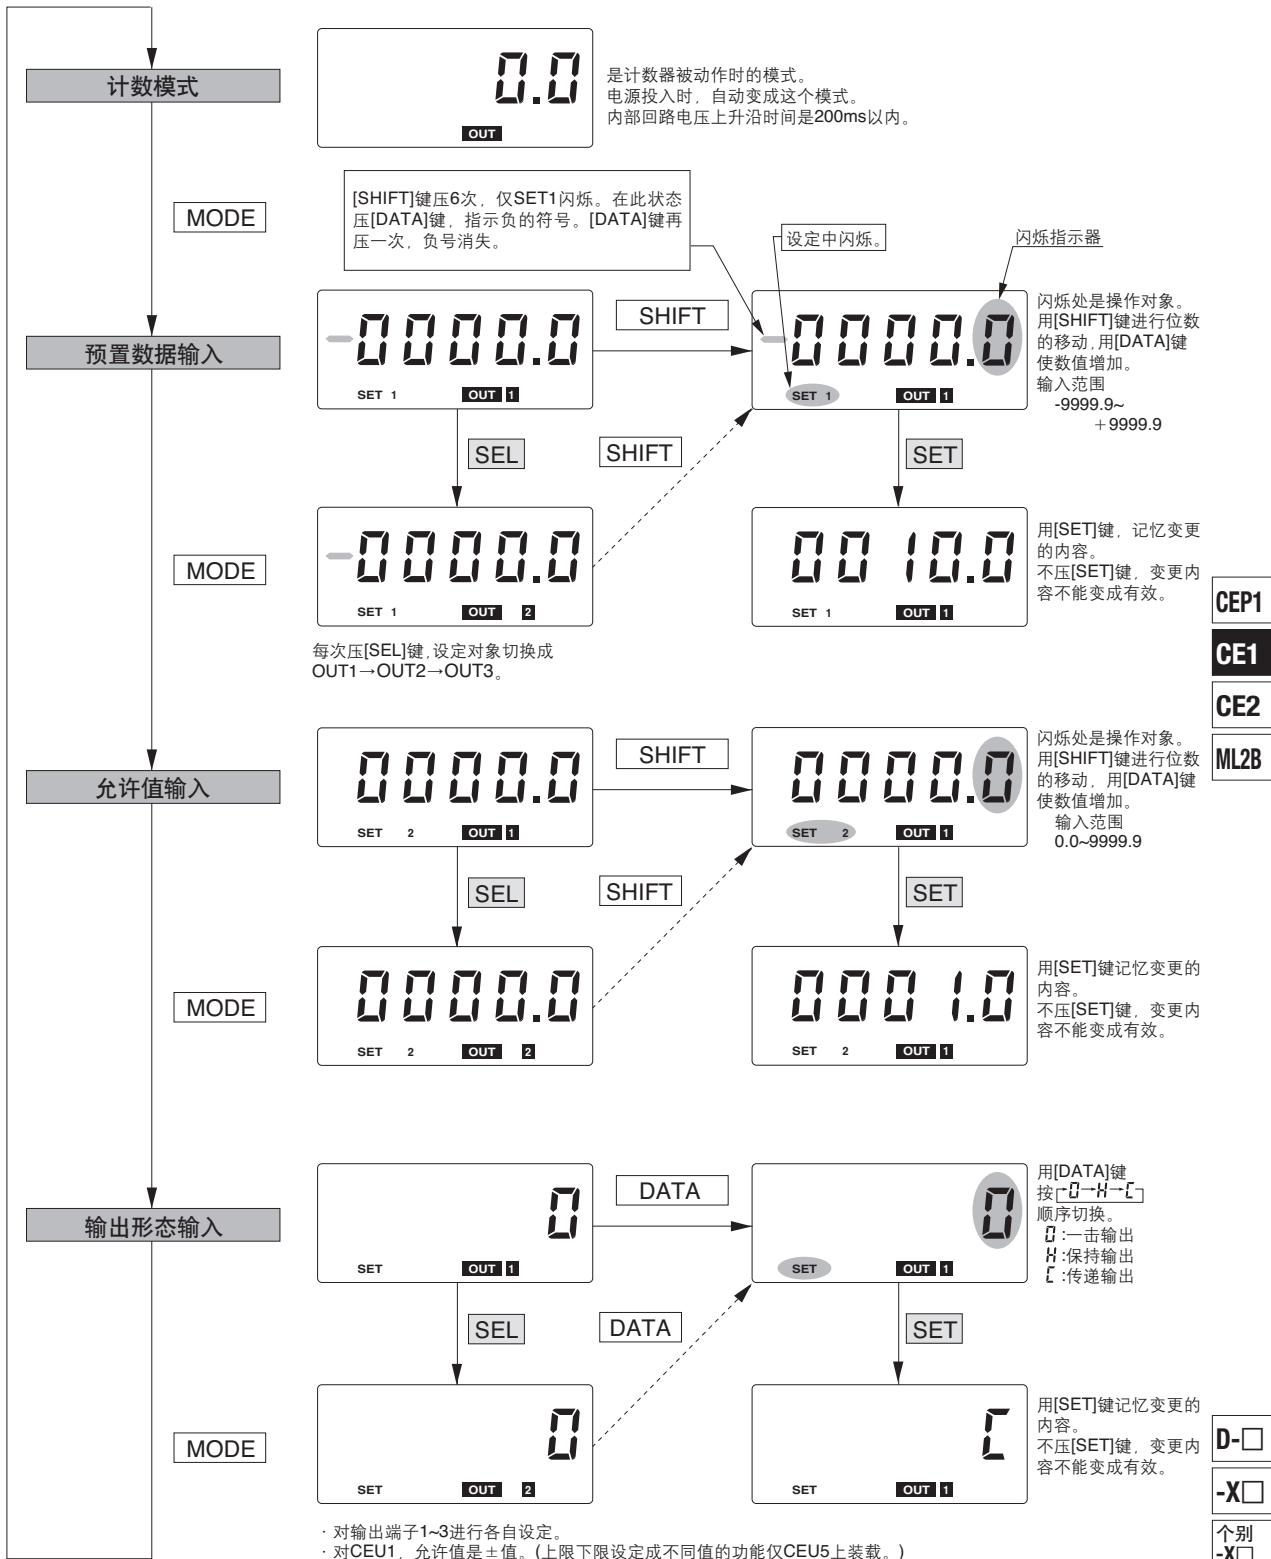 计数模式
0.0
OUT
是计数器被动作时的模式。
电源投入时，自动变成这个模式。
内部回路电压上升沿时间是200ms以内。
MODE
[SHIFT]键压6次，仅SET1闪烁。在此状态
压[DATA]键，指示负的符号。[DATA]键再
压一次，负号消失。
设定中闪烁。
闪烁指示器
预置数据输入
-0000.0
SET 1 OUT 1
SHIFT
-0000.0
SET 1 OUT 1
闪烁处是操作对象。
用[SHIFT]键进行位数
的移动,用[DATA]键
使数值增加。
输入范围
-9999.9~
+9999.9
SEL
SHIFT
SET
MODE
-0000.0
SET 1 OUT 2
0010.0
SET 1 OUT 1
用[SET]键，记忆变更
的内容。
不压[SET]键，变更内
容不能变成有效。
每次压[SEL]键,设定对象切换成
OUT1→OUT2→OUT3。
CEP1
CE1
CE2
ML2B
允许值输入
0000.0
SET 2 OUT 1
SHIFT
0000.0
SET 2 OUT 1
闪烁处是操作对象。
用[SHIFT]键进行位数
的移动，用[DATA]键
使数值增加。
输入范围
0.0~9999.9
SEL
SHIFT
SET
MODE
0000.0
SET 2 OUT 2
0001.0
SET 2 OUT 1
用[SET]键记忆变更的
内容。
不压[SET]键，变更内
容不能变成有效。
输出形态输入
0
SET OUT 1
DATA
0
SET OUT 1
用[DATA]键
按0→H→C
顺序切换。
0:一击输出
H:保持输出
C:传递输出
SEL
DATA
SET
MODE
0
SET OUT 2
C
SET OUT 1
用[SET]键记忆变更的
内容。
不压[SET]键，变更内
容不能变成有效。
D-□
-X□
个别
-X□
· 对输出端子1~3进行各自设定。
· 对CEU1，允许值是±值。(上限下限设定成不同值的功能仅CEU5上装载。)